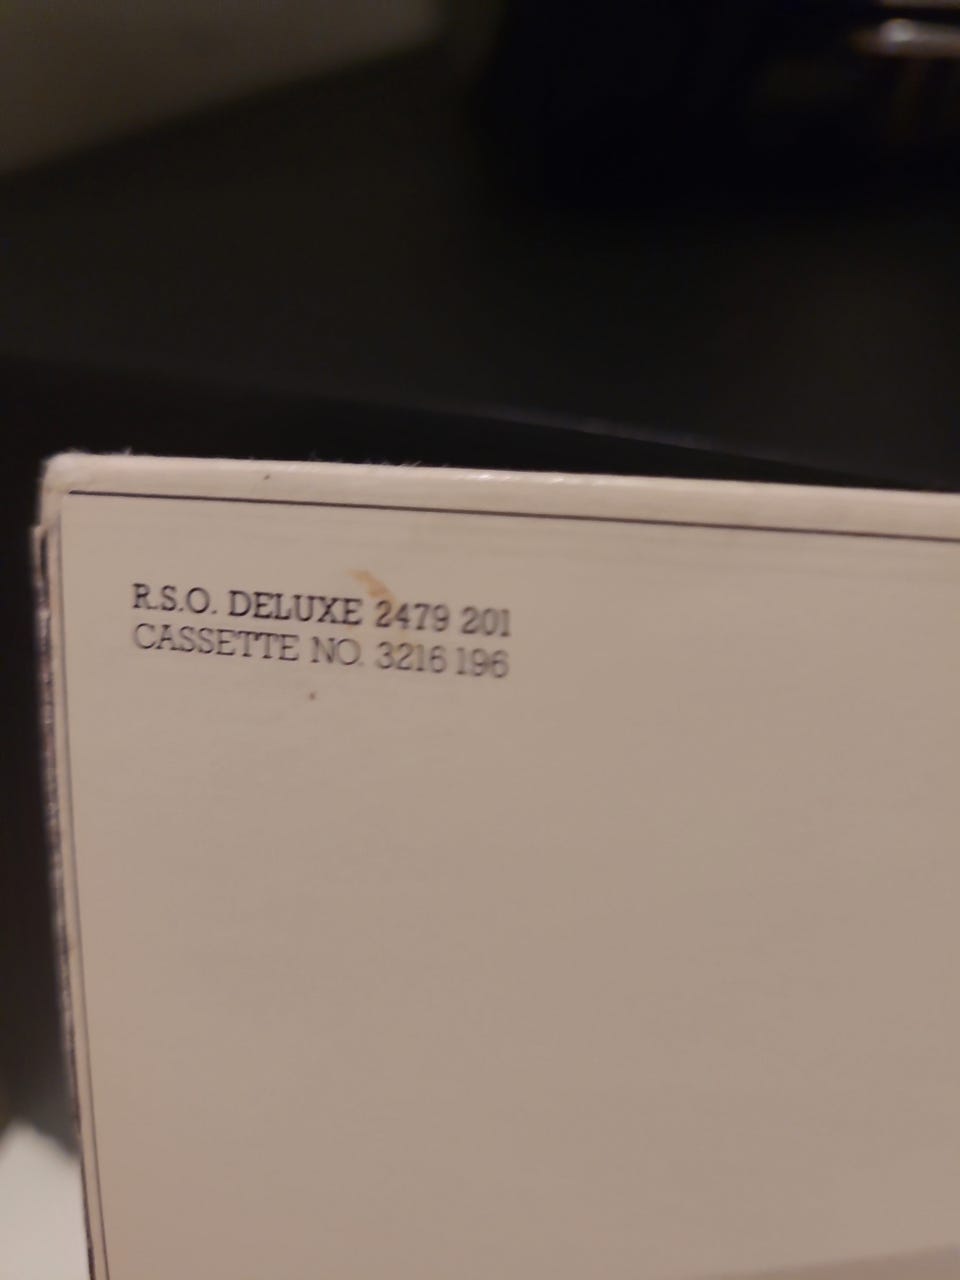 R.S.O. DELUXE 2479 201
CASSETTE NO. 3216 196